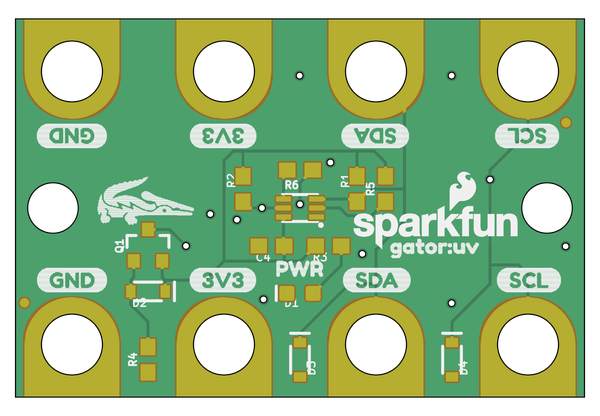 GND 3V3 SDA SCL
R2 R6 R1 R5
sparkfun
gator:uv
Q1 C4 R3
PWR
GND 3V3 SDA SCL
D2 D1
R4 D3 D4